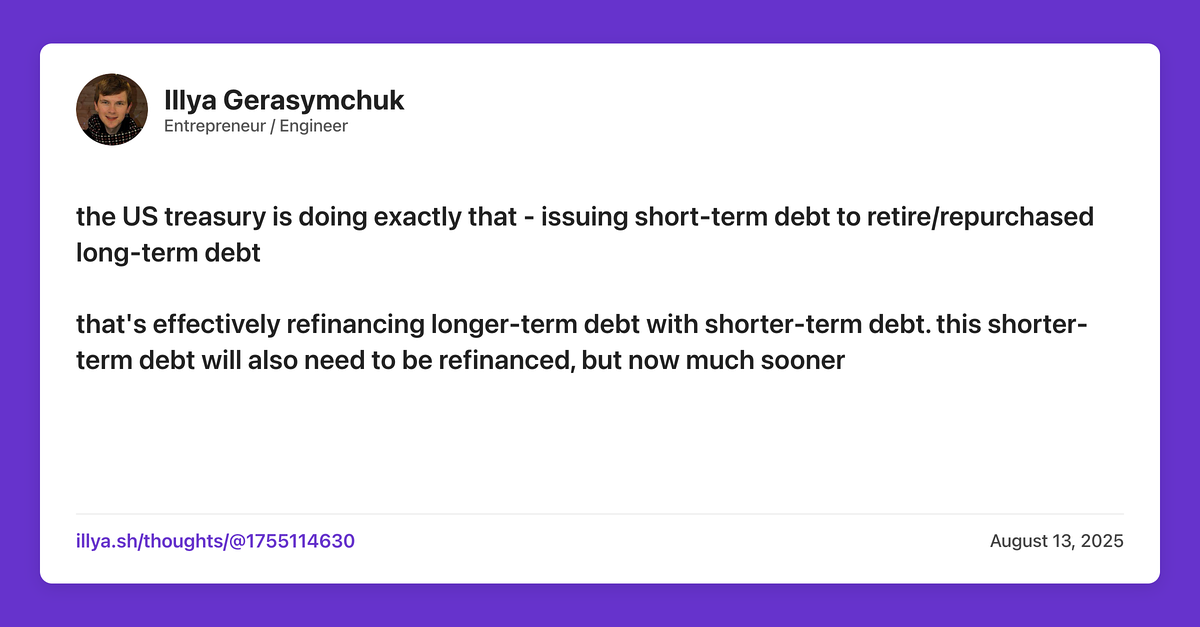 Illya Gerasymchuk
Entrepreneur / Engineer
the US treasury is doing exactly that - issuing short-term debt to retire/repurchased
long-term debt
that's effectively refinancing longer-term debt with shorter-term debt. this shorter-
term debt will also need to be refinanced, but now much sooner
illya.sh/thoughts/@1755114630
August 13, 2025